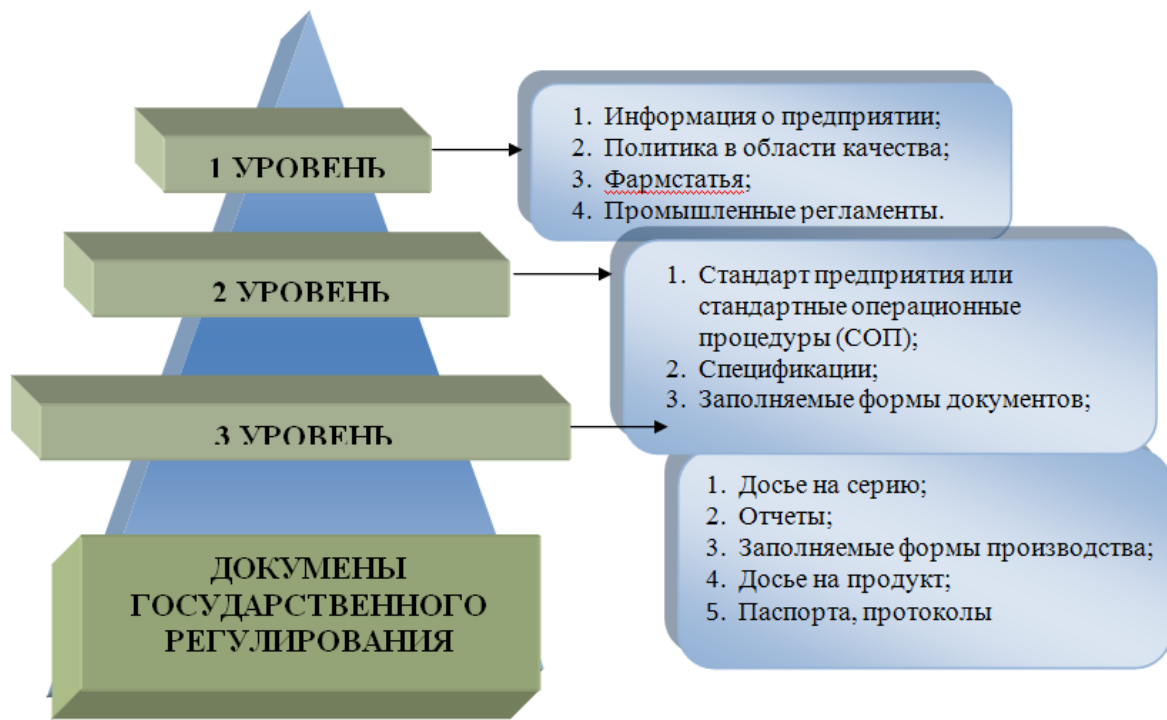 1 УРОВЕНЬ
1. Информация о предприятии;
2. Политика в области качества;
3. Фармстатья;
4. Промышленные регламенты.
2 УРОВЕНЬ
1. Стандарт предприятия или
стандартные операционные
процедуры (СОП);
2. Спецификации;
3. Заполняемые формы документов;
3 УРОВЕНЬ
1. Досье на серию;
2. Отчеты;
3. Заполняемые формы производства;
4. Досье на продукт;
5. Паспорта, протоколы
ДОКУМЕНЫ
ГОСУДАРСТВЕННОГО
РЕГУЛИРОВАНИЯ